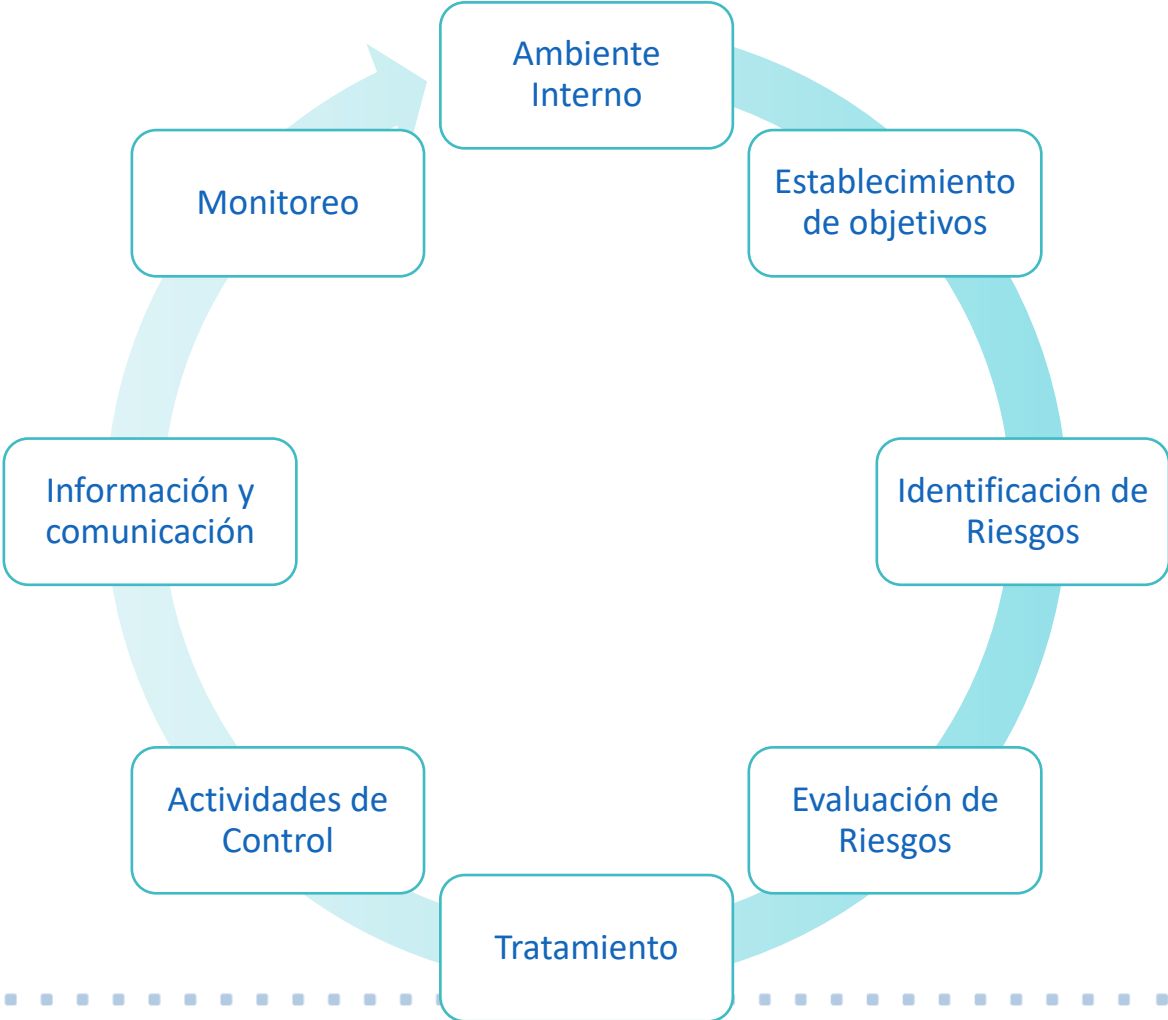 Ambiente
Interno
Establecimiento
de objetivos
Identificación de
Riesgos
Evaluación de
Riesgos
Tratamiento
Actividades de
Control
Información y
comunicación
Monitoreo